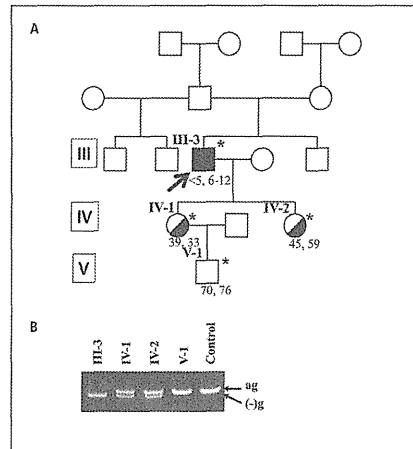 A
III-3
III
*
<5, 6-12
IV-1
IV-2
IV
*
*
39, 33
45, 59
V-1
*
V
70, 76
B
III-3
IV-1
IV-2
V-1
Control
ag
(-)g